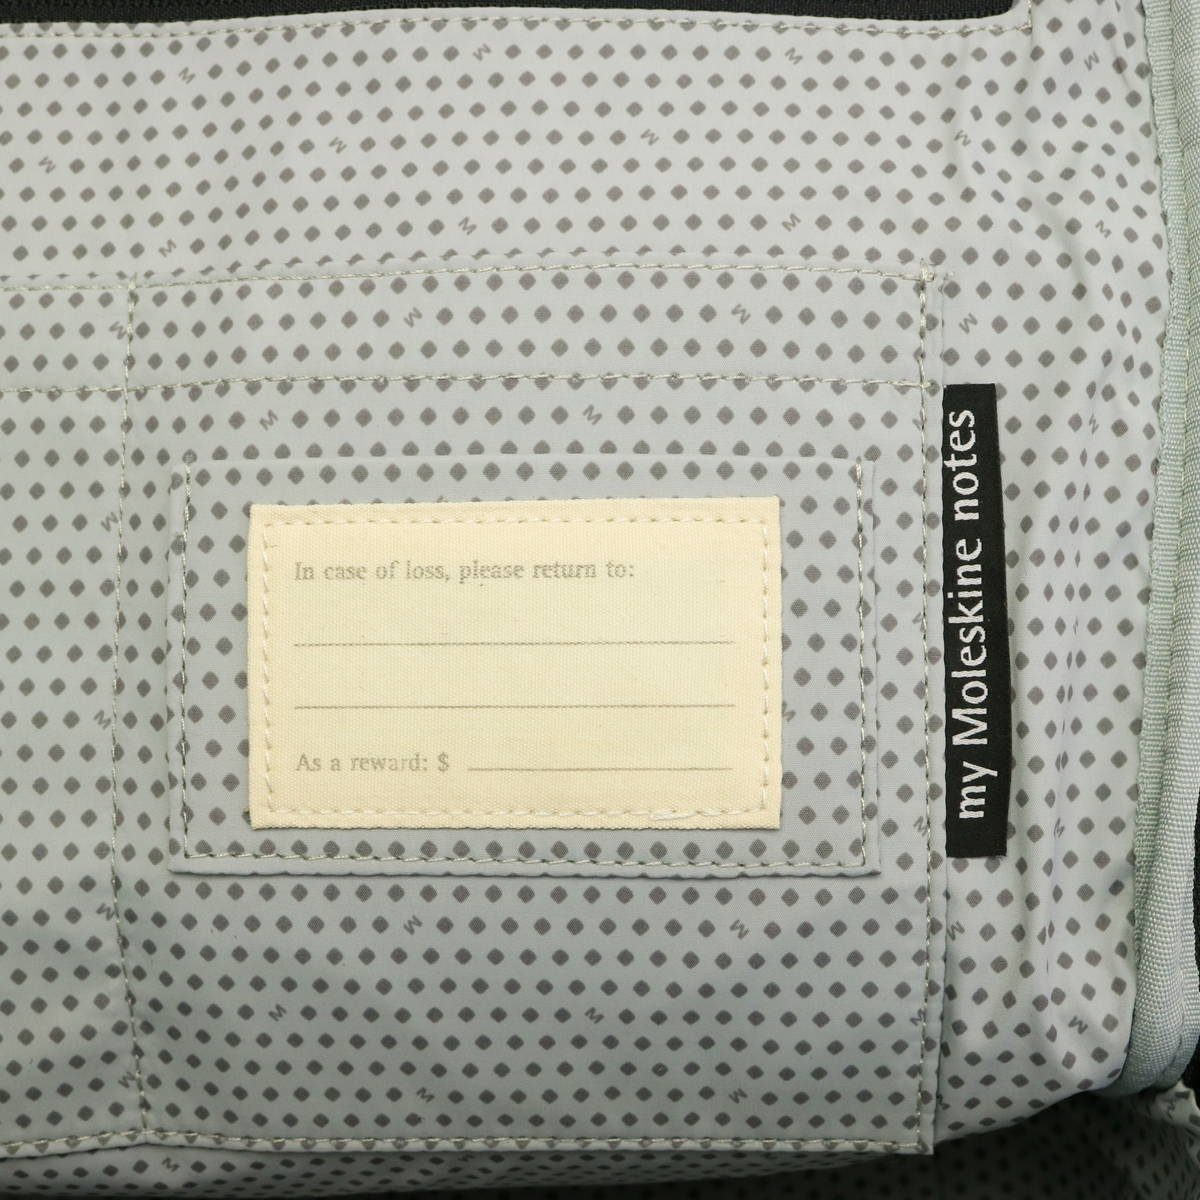 In case of loss, please return to:
As a reward: $
my Moleskine notes